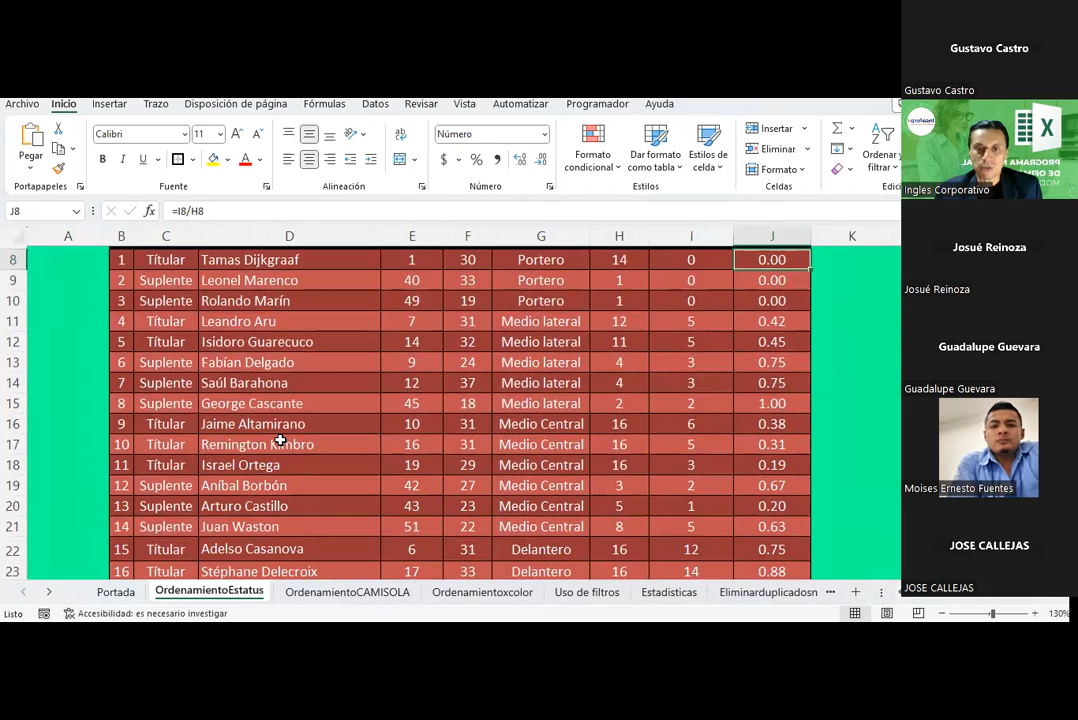 Gustavo Castro
Gustavo Castro
Archivo Inicio Insertar Trazo Disposición de página Fórmulas Datos Revisar Vista Automatizar Programador Ayuda
Pegar
Calibri 11
Número
Formato condicional
Dar formato como tabla
Estilos de celda
Insertar
Eliminar
Formato
Ordenar y filtrar
Portapapeles Fuente Alineación Número Estilos Celdas
Ingles Corporativo
J8 =I8/H8
A B C D E F G H I J K
8 1 Títular Tamas Dijkgraaf 1 30 Portero 14 0 0.00
9 2 Suplente Leonel Marenco 40 33 Portero 1 0 0.00
10 3 Suplente Rolando Marín 49 19 Portero 1 0 0.00
11 4 Títular Leandro Aru 7 31 Medio lateral 12 5 0.42
12 5 Títular Isidoro Guarecuco 14 32 Medio lateral 11 5 0.45
13 6 Suplente Fabían Delgado 9 24 Medio lateral 4 3 0.75
14 7 Suplente Saúl Barahona 12 37 Medio lateral 4 3 0.75
15 8 Suplente George Cascante 45 18 Medio lateral 2 2 1.00
16 9 Títular Jaime Altamirano 10 31 Medio Central 16 6 0.38
17 10 Títular Remington Kimbro 16 31 Medio Central 16 5 0.31
18 11 Títular Israel Ortega 19 29 Medio Central 16 3 0.19
19 12 Suplente Aníbal Borbón 42 27 Medio Central 3 2 0.67
20 13 Suplente Arturo Castillo 43 23 Medio Central 5 1 0.20
21 14 Suplente Juan Waston 51 22 Medio Central 8 5 0.63
22 15 Títular Adelso Casanova 6 31 Delantero 16 12 0.75
23 16 Títular Stéphane Delecroix 17 33 Delantero 16 14 0.88
Portada OrdenamientoEstatus OrdenamientoCAMISOLA Ordenamientoxcolor Uso de filtros Estadisticas Eliminarduplicadosn
Listo Accesibilidad: es necesario investigar 130%
Josué Reinoza
Josué Reinoza
Guadalupe Guevara
Guadalupe Guevara
Moises Ernesto Fuentes
JOSE CALLEJAS
JOSE CALLEJAS